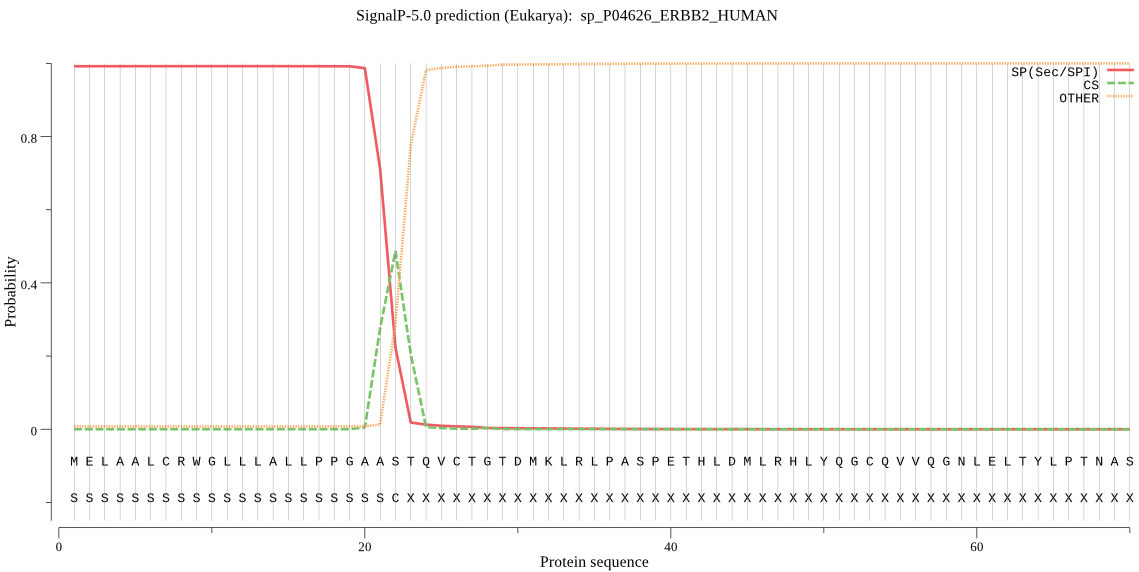 SignalP-5.0 prediction (Eukarya): sp_P04626_ERBB2_HUMAN
SP(Sec/SPI)
CS
OTHER
0.8
0.4
0
Probability
M E L A A L C R W G L L L A L L P P G A A S T Q V C T G T D M K L R L P A S P E T H L D M L R H L Y Q G C Q V V Q G N L E L T Y L P T N A S
S S S S S S S S S S S S S S S S S S S S S C X X X X X X X X X X X X X X X X X X X X X X X X X X X X X X X X X X X X X X X X X X X X X X X X
0 20 40 60
Protein sequence